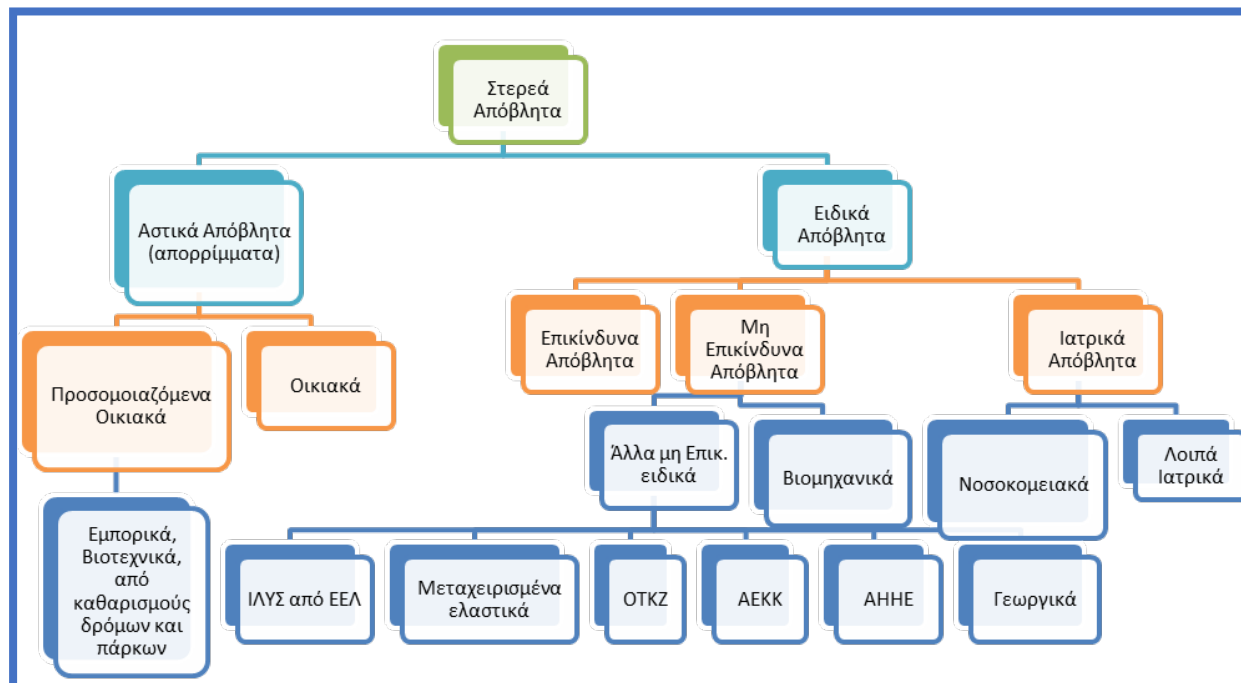 Στερεά
Απόβλητα
Αστικά Απόβλητα
(απορρίμματα)
Ειδικά
Απόβλητα
Προσομοιαζόμενα
Οικιακά
Οικιακά
Επικίνδυνα
Απόβλητα
Μη
Επικίνδυνα
Απόβλητα
Ιατρικά
Απόβλητα
Εμπορικά,
Βιοτεχνικά,
από
καθαρισμούς
δρόμων και
πάρκων
Άλλα μη Επικ.
ειδικά
Βιομηχανικά
Νοσοκομειακά
Λοιπά
Ιατρικά
ΙΛΥΣ από ΕΕΛ
Μεταχειρισμένα
ελαστικά
ΟΤΚΖ
ΑΕΚΚ
ΑΗΗΕ
Γεωργικά